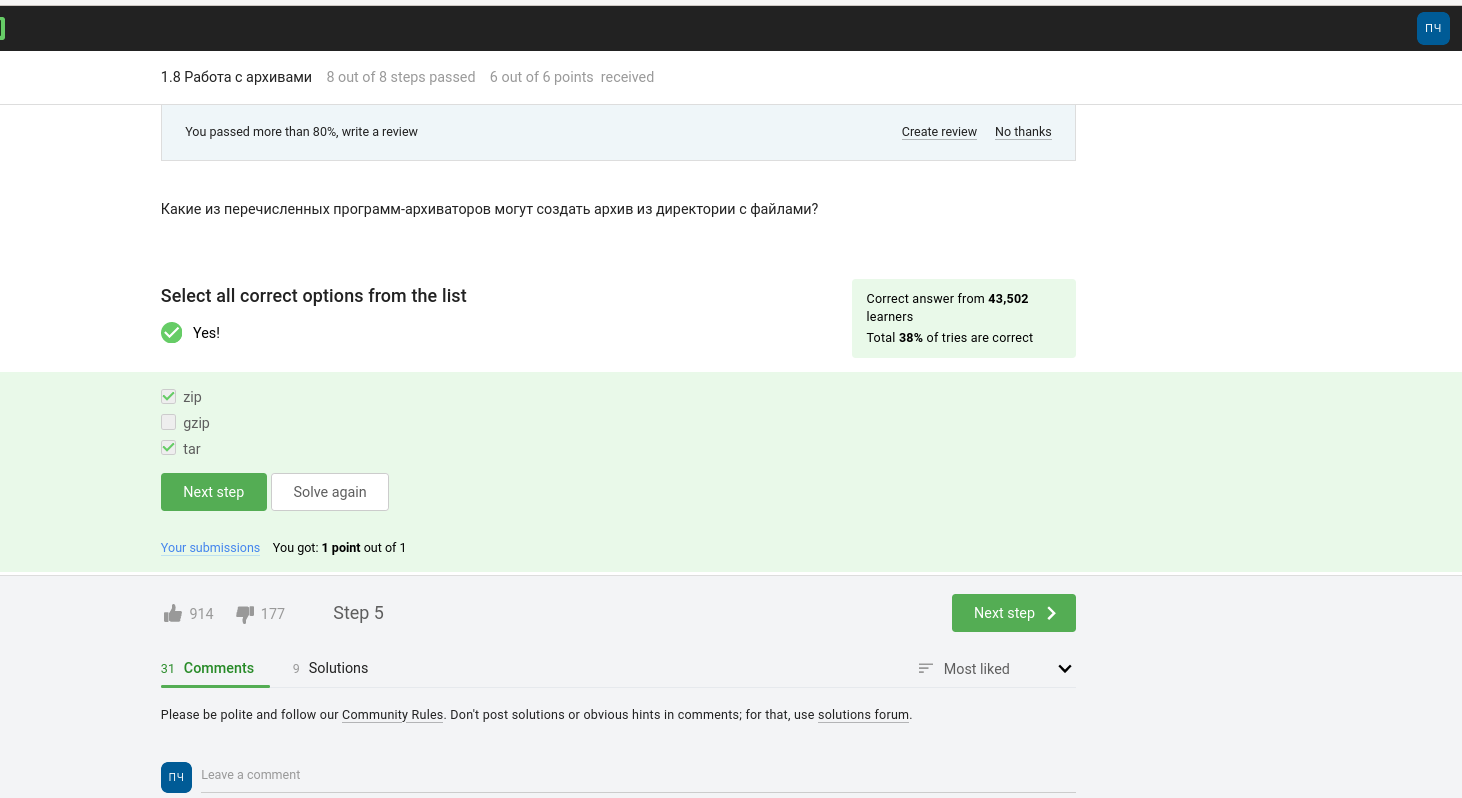 ПЧ
1.8 Работа с архивами 8 out of 8 steps passed 6 out of 6 points received
You passed more than 80%, write a review Create review No thanks
Какие из перечисленных программ-архиваторов могут создать архив из директории с файлами?
Select all correct options from the list
Yes!
Correct answer from 43,502
learners
Total 38% of tries are correct
zip
gzip
tar
Next step Solve again
Your submissions You got: 1 point out of 1
914 177 Step 5 Next step
31 Comments 9 Solutions Most liked
Please be polite and follow our Community Rules. Don't post solutions or obvious hints in comments; for that, use solutions forum.
ПЧ Leave a comment